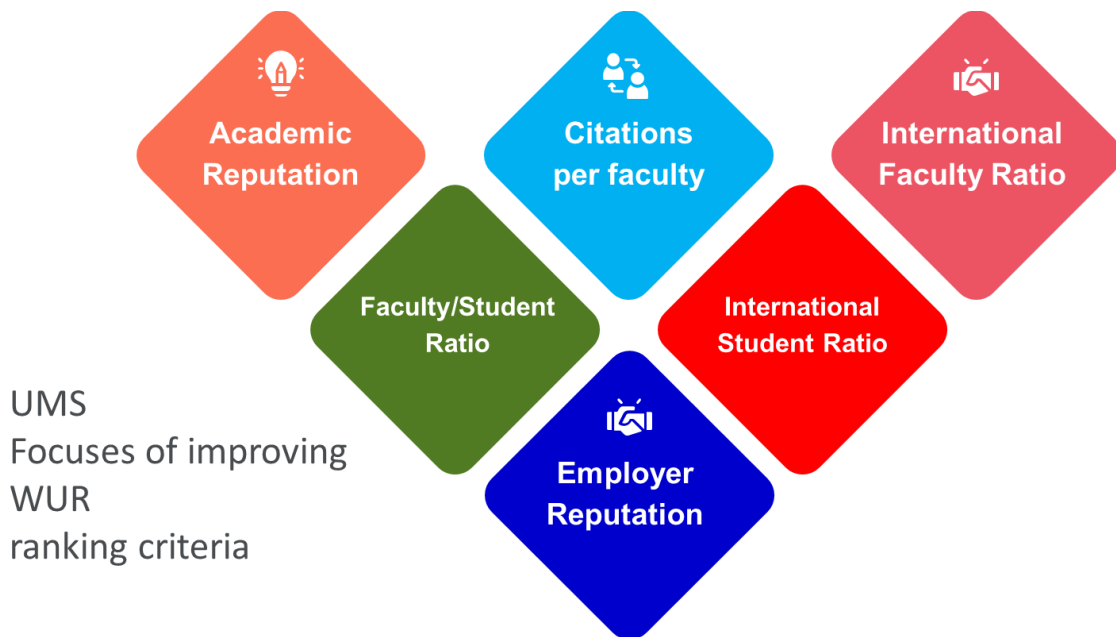 Academic
Reputation
Citations
per faculty
International
Faculty Ratio
Faculty/Student
Ratio
International
Student Ratio
Employer
Reputation
UMS
Focuses of improving
WUR
ranking criteria